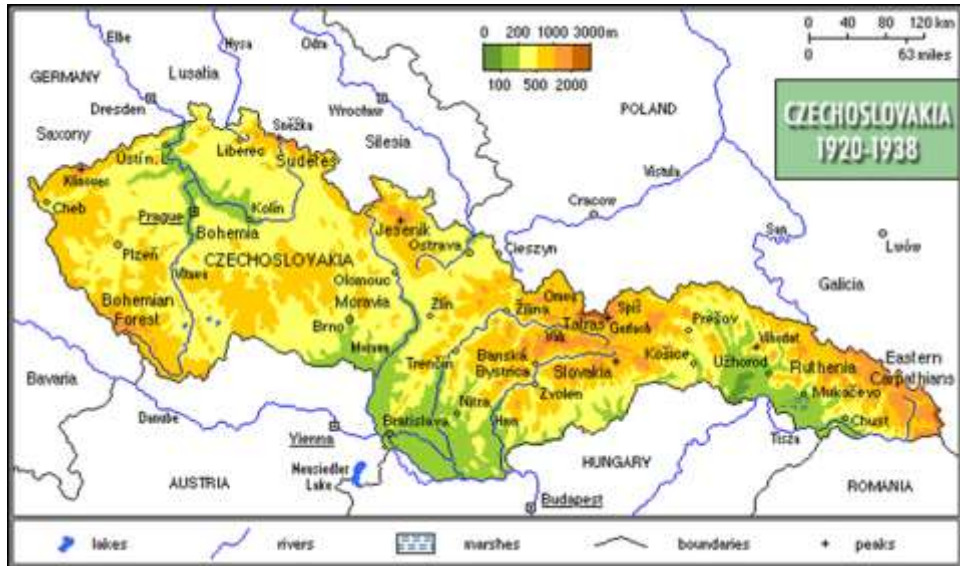 Elbe
Nysa
Odra
0 200 1000 3000m
100 500 2000
0 40 80 120 km
0 63 miles
GERMANY
Lusatia
Dresden
Wrocław
POLAND
CZECHOSLOVAKIA
1920-1938
Saxony
Sněžka
Silesia
Ústí n. L.
Liberec
Sudetes
Klínovec
Vistula
Cheb
Kolín
Cracow
Prague
Bohemia
Jeseník
San
Plzeň
Ostrava
Cieszyn
Lwów
CZECHOSLOVAKIA
Vltava
Olomouc
Galicia
Bohemian
Forest
Moravia
Zlín
Žilina
Orava
Spiš
Tatras
Gerlach
Prešov
Brno
Váh
Vihorlat
Morava
Trenčín
Banská
Bystrica
Slovakia
Košice
Užhorod
Ruthenia
Eastern
Carpathians
Bavaria
Zvolen
Mukačevo
Nitra
Danube
Bratislava
Hron
Chust
Vienna
Tisza
Neusiedler
Lake
HUNGARY
AUSTRIA
Budapest
ROMANIA
lakes rivers marshes boundaries peaks